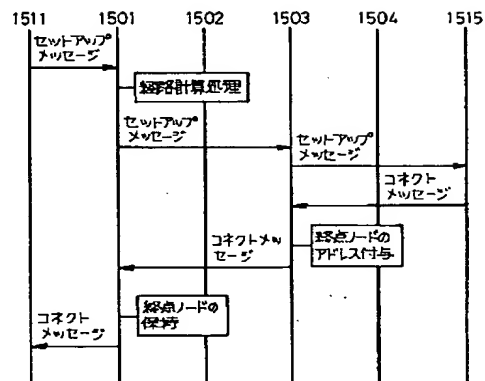 1511 1501 1502 1503 1504 1515
セットアップ
メッセージ
経路計算処理
セットアップ
メッセージ
セットアップ
メッセージ
コネクト
メッセージ
終点ノードの
アドレス付与
コネクトメッ
セージ
終点ノードの
保持
コネクト
メッセージ